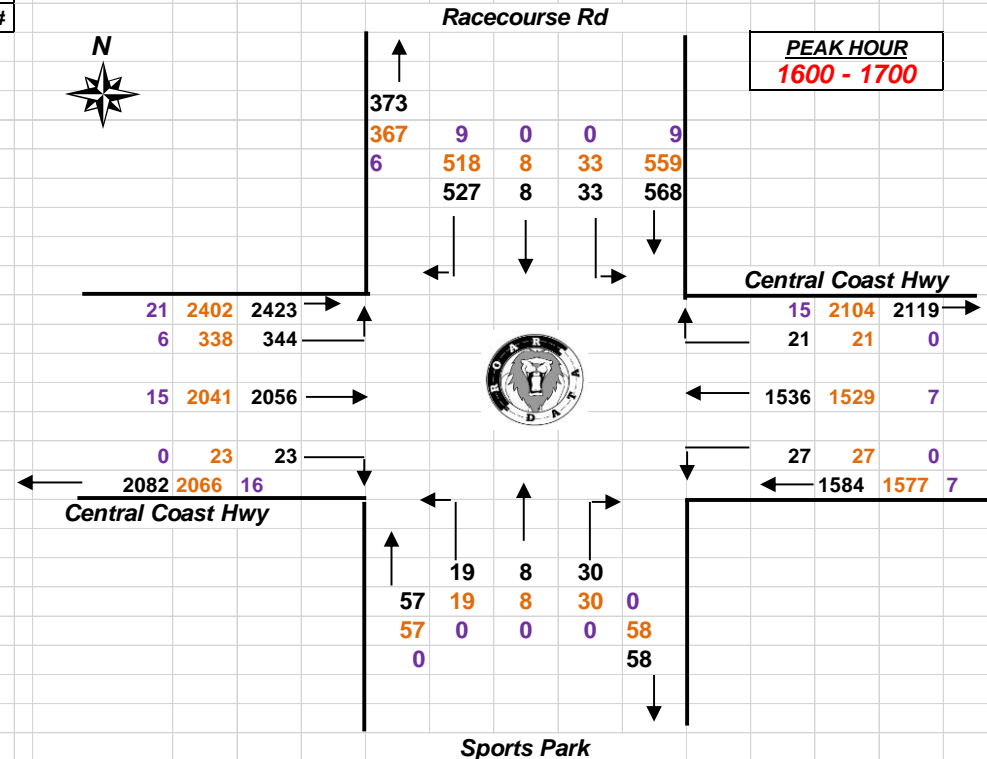 #
Racecourse Rd
N
PEAK HOUR
1600 - 1700
373
367 9 0 0 9
6 518 8 33 559
527 8 33 568
Central Coast Hwy
21 2402 2423 15 2104 2119
6 338 344 21 21 0
ROAR DATA
15 2041 2056 1536 1529 7
0 23 23 27 27 0
2082 2066 16 1584 1577 7
Central Coast Hwy
19 8 30
57 19 8 30 0
57 0 0 0 58
0 58
Sports Park